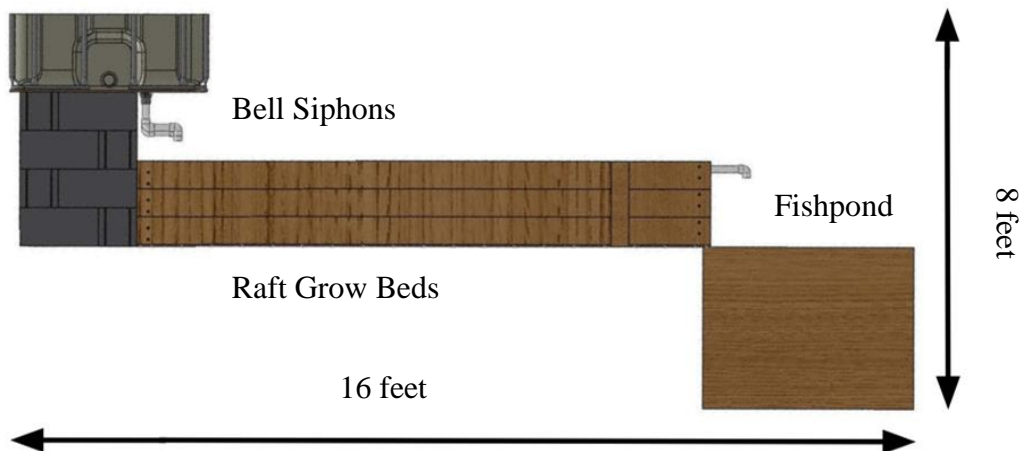 Bell Siphons
Fishpond
8 feet
Raft Grow Beds
16 feet